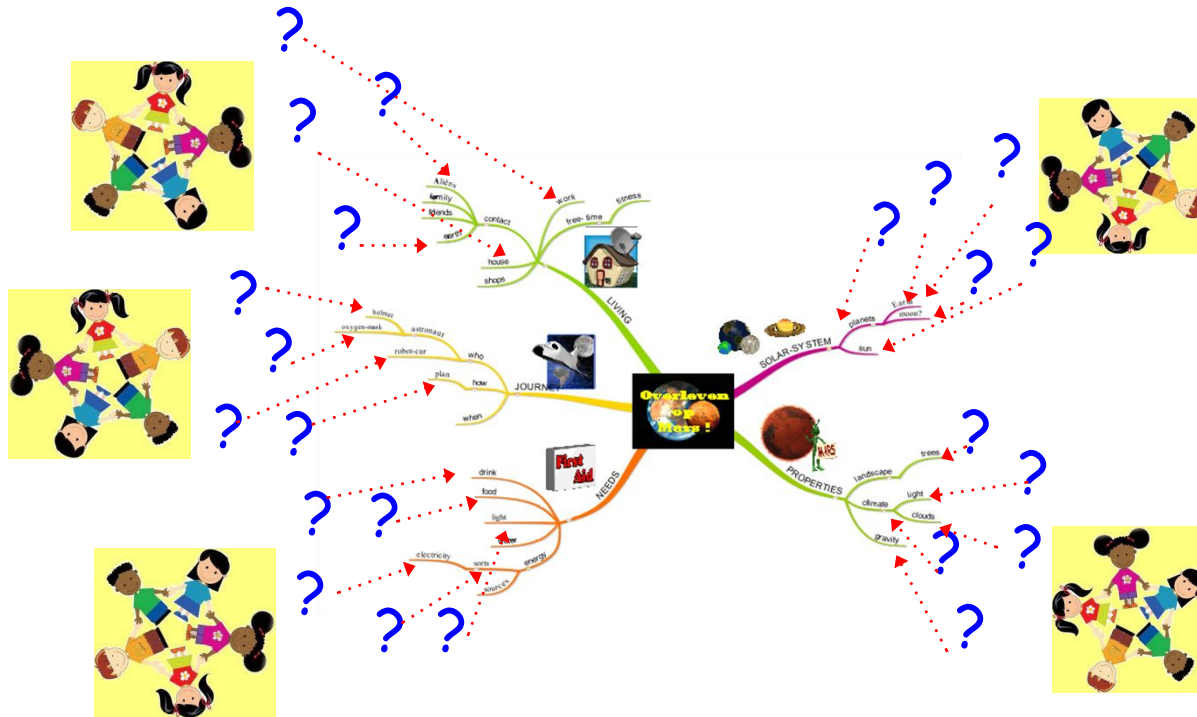 ?
?
?
?
Aliens
family
friends
earth
contact
work
free- time
fitness
house
shops
LIVING
?
?
?
?
helmet
oxygen-mask
astronaut
robot-car
who
plan
how
when
JOURNEY
Overleven
op
Mars !
?
?
?
?
?
planets
Earth
moon?
sun
SOLAR-SYSTEM
MARS
PROPERTIES
landscape
trees
climate
light
clouds
gravity
?
?
?
?
?
First
Aid
NEEDS
drink
food
light
energy
sorts
electricity
sources
?
?
?
?
?